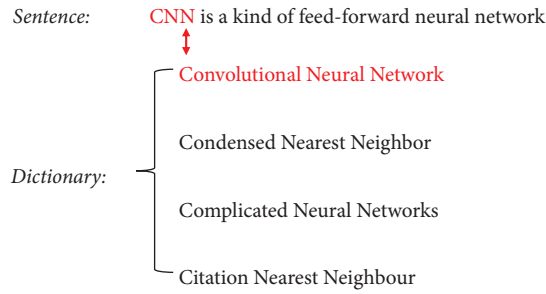 Sentence: CNN is a kind of feed-forward neural network
Convolutional Neural Network
Condensed Nearest Neighbor
Dictionary:
Complicated Neural Networks
Citation Nearest Neighbour